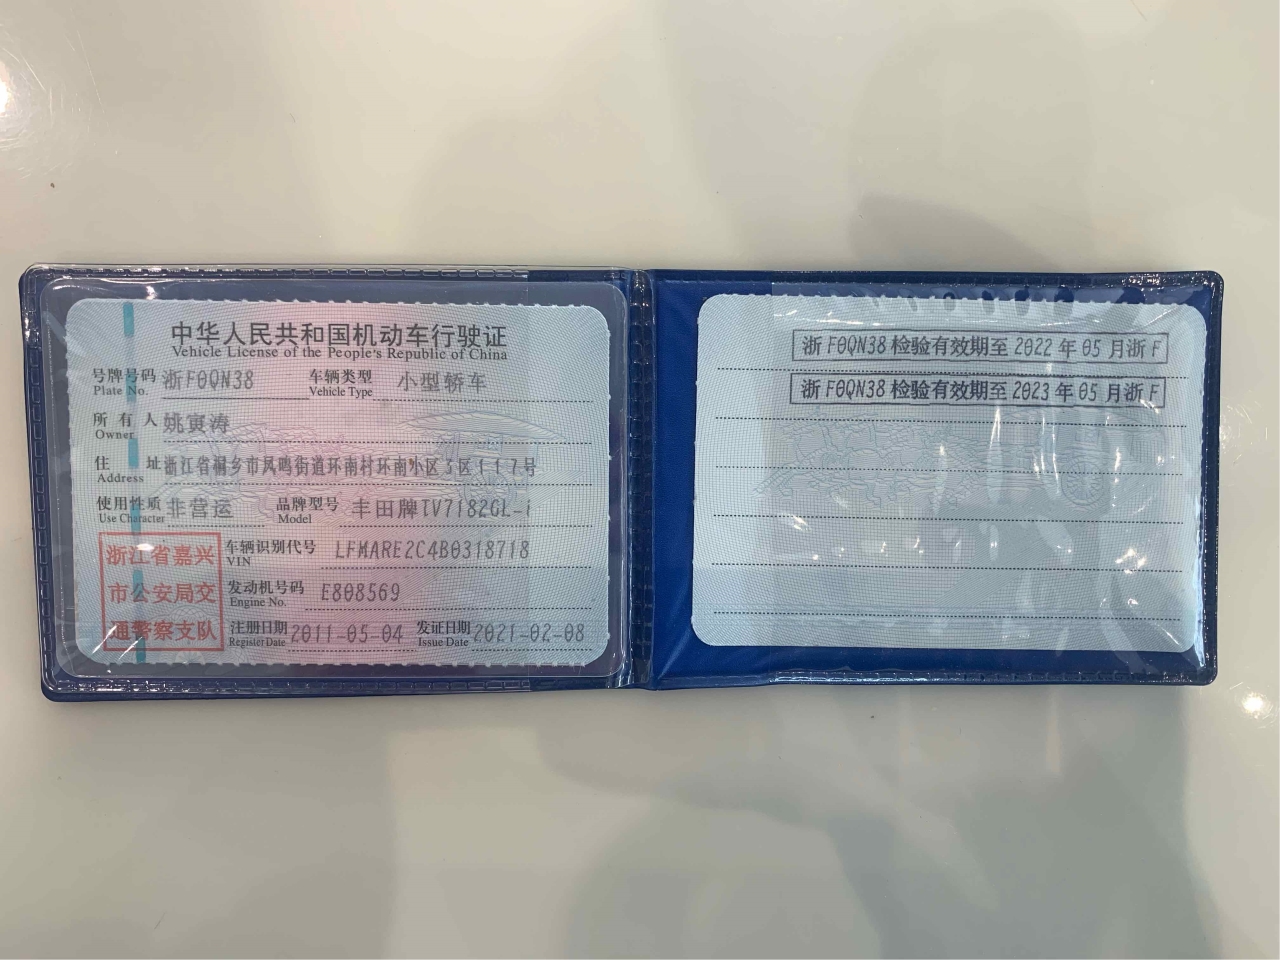 中华人民共和国机动车行驶证
Vehicle License of the People's Republic of China
号牌号码 浙F0QN38 车辆类型 小型轿车
Plate No. Vehicle Type
所有人 姚寅涛
Owner
住址 浙江省桐乡市凤鸣街道环南村环南小区3区117号
Address
使用性质 非营运 品牌型号 丰田牌TV7182GL-i
Use Character Model
浙江省嘉兴
市公安局交
通警察支队
车辆识别代号 LFMARE2C4B0318718
VIN
发动机号码 E808569
Engine No.
注册日期 2011-05-04 发证日期 2021-02-08
Register Date Issue Date
浙F0QN38检验有效期至2022年05月浙F
浙F0QN38检验有效期至2023年05月浙F